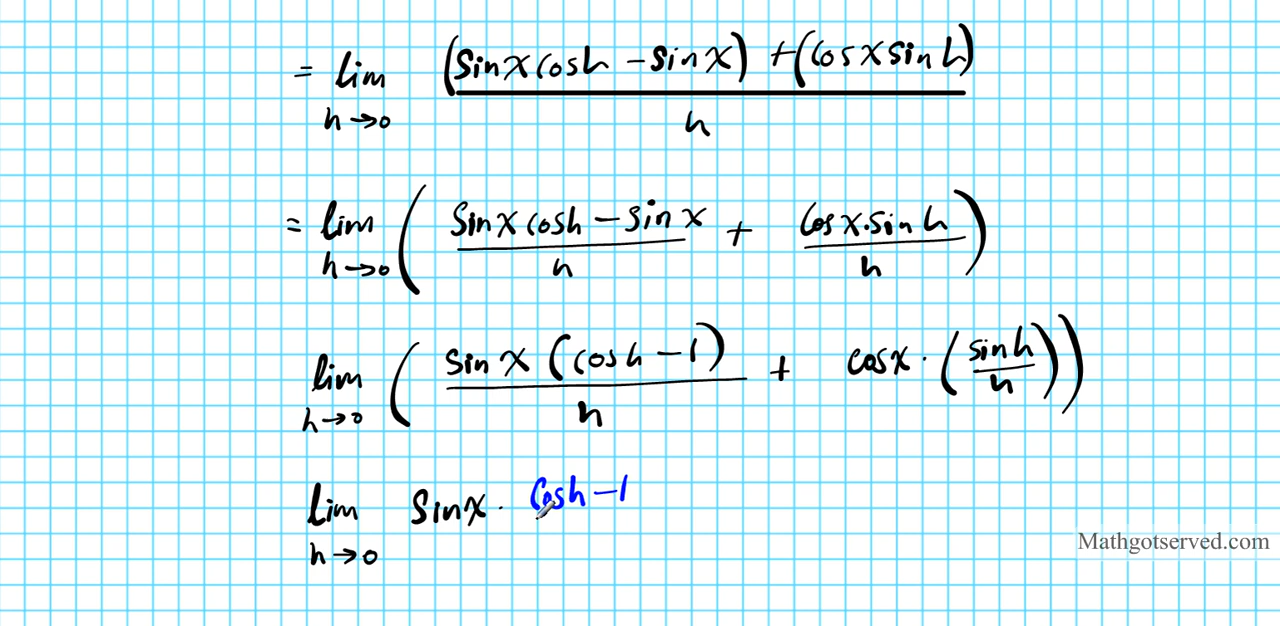 = lim h→0 (sinx cosh − sinx) + (cosx sinh) / h
= lim h→0 ( sinx cosh − sinx / h + cosx·sinh / h )
lim h→0 ( sinx (cosh − 1) / h + cosx · (sinh / h) )
lim h→0 sinx · cosh − 1
Mathgotserved.com